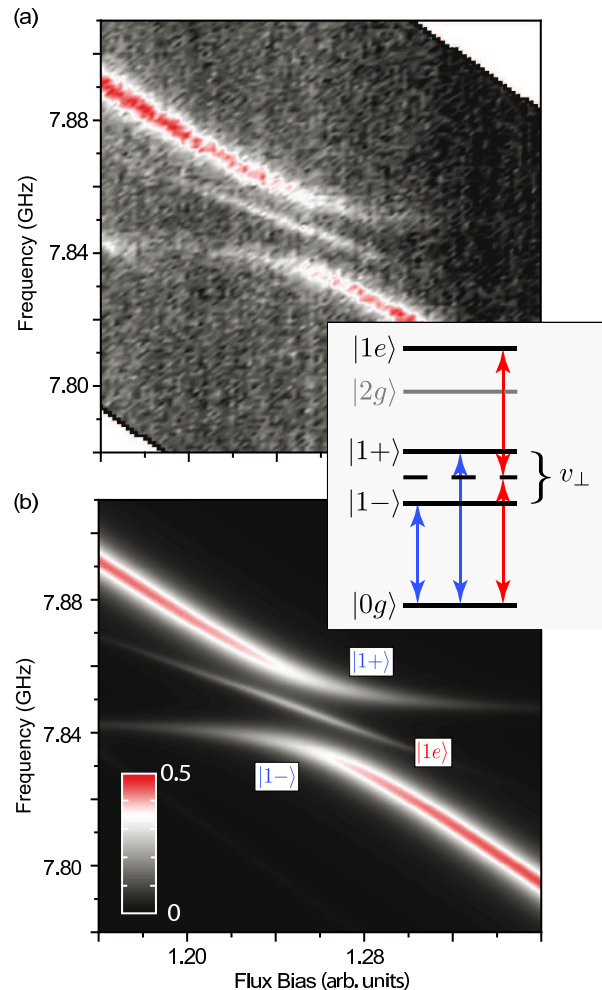 (a)
7.88
7.84
7.80
Frequency (GHz)
|1e⟩
|2g⟩
|1+⟩
|1−⟩
v⊥
|0g⟩
(b)
7.88
7.84
7.80
Frequency (GHz)
|1+⟩
|1e⟩
|1−⟩
0.5
0
1.20
1.28
Flux Bias (arb. units)